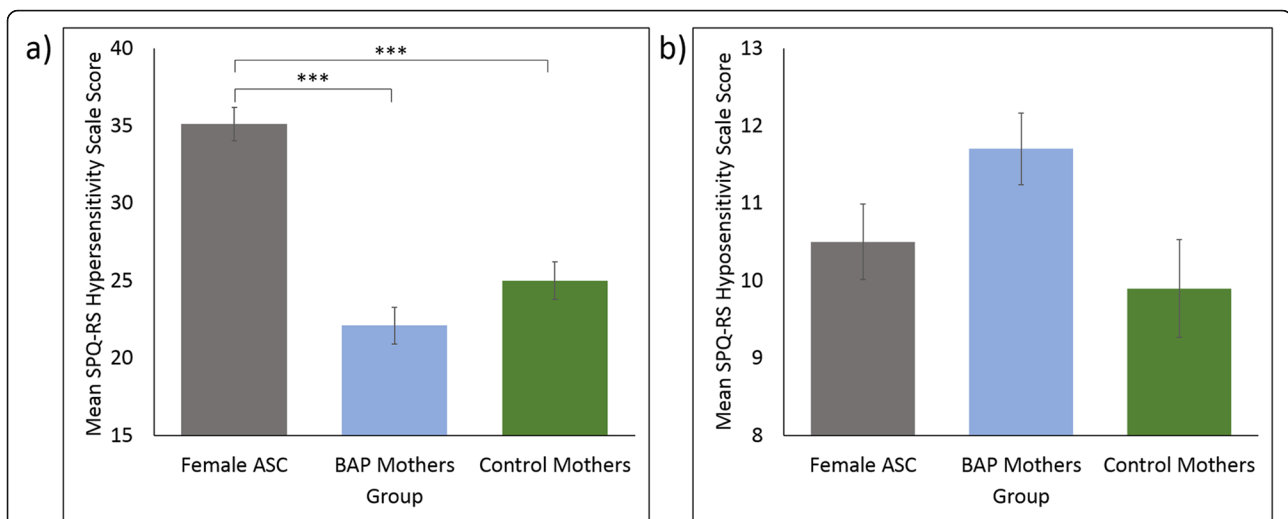 a)
Mean SPQ-RS Hypersensitivity Scale Score
40
35
30
25
20
15
***
***
Female ASC BAP Mothers Control Mothers
Group
b)
Mean SPQ-RS Hyposensitivity Scale Score
13
12
11
10
9
8
Female ASC BAP Mothers Control Mothers
Group